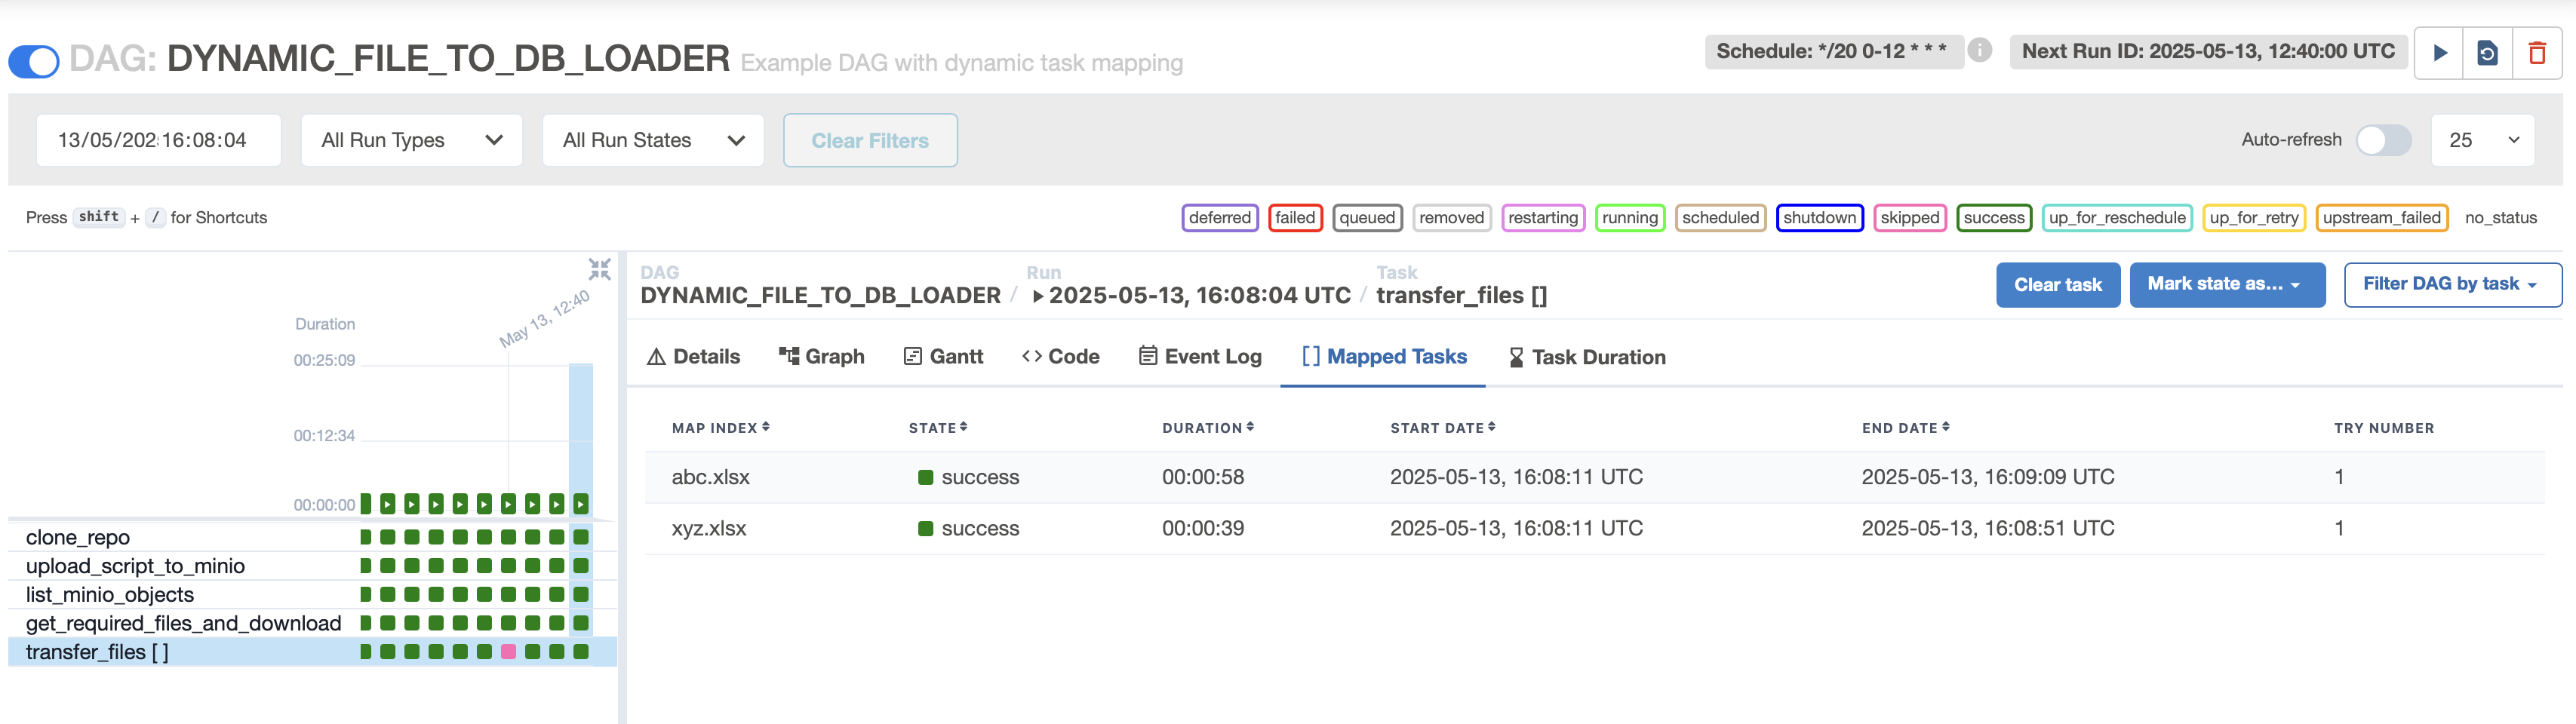 DAG: DYNAMIC_FILE_TO_DB_LOADER Example DAG with dynamic task mapping
Schedule: */20 0-12 * * *
Next Run ID: 2025-05-13, 12:40:00 UTC
13/05/202 16:08:04
All Run Types
All Run States
Clear Filters
Auto-refresh
25
Press shift + / for Shortcuts
deferred failed queued removed restarting running scheduled shutdown skipped success up_for_reschedule up_for_retry upstream_failed no_status
May 13, 12:40
Duration
00:25:09
00:12:34
00:00:00
clone_repo
upload_script_to_minio
list_minio_objects
get_required_files_and_download
transfer_files [ ]
DAG Run Task
DYNAMIC_FILE_TO_DB_LOADER / 2025-05-13, 16:08:04 UTC / transfer_files []
Clear task
Mark state as...
Filter DAG by task
Details Graph Gantt Code Event Log [ ] Mapped Tasks Task Duration
MAP INDEX STATE DURATION START DATE END DATE TRY NUMBER
abc.xlsx success 00:00:58 2025-05-13, 16:08:11 UTC 2025-05-13, 16:09:09 UTC 1
xyz.xlsx success 00:00:39 2025-05-13, 16:08:11 UTC 2025-05-13, 16:08:51 UTC 1